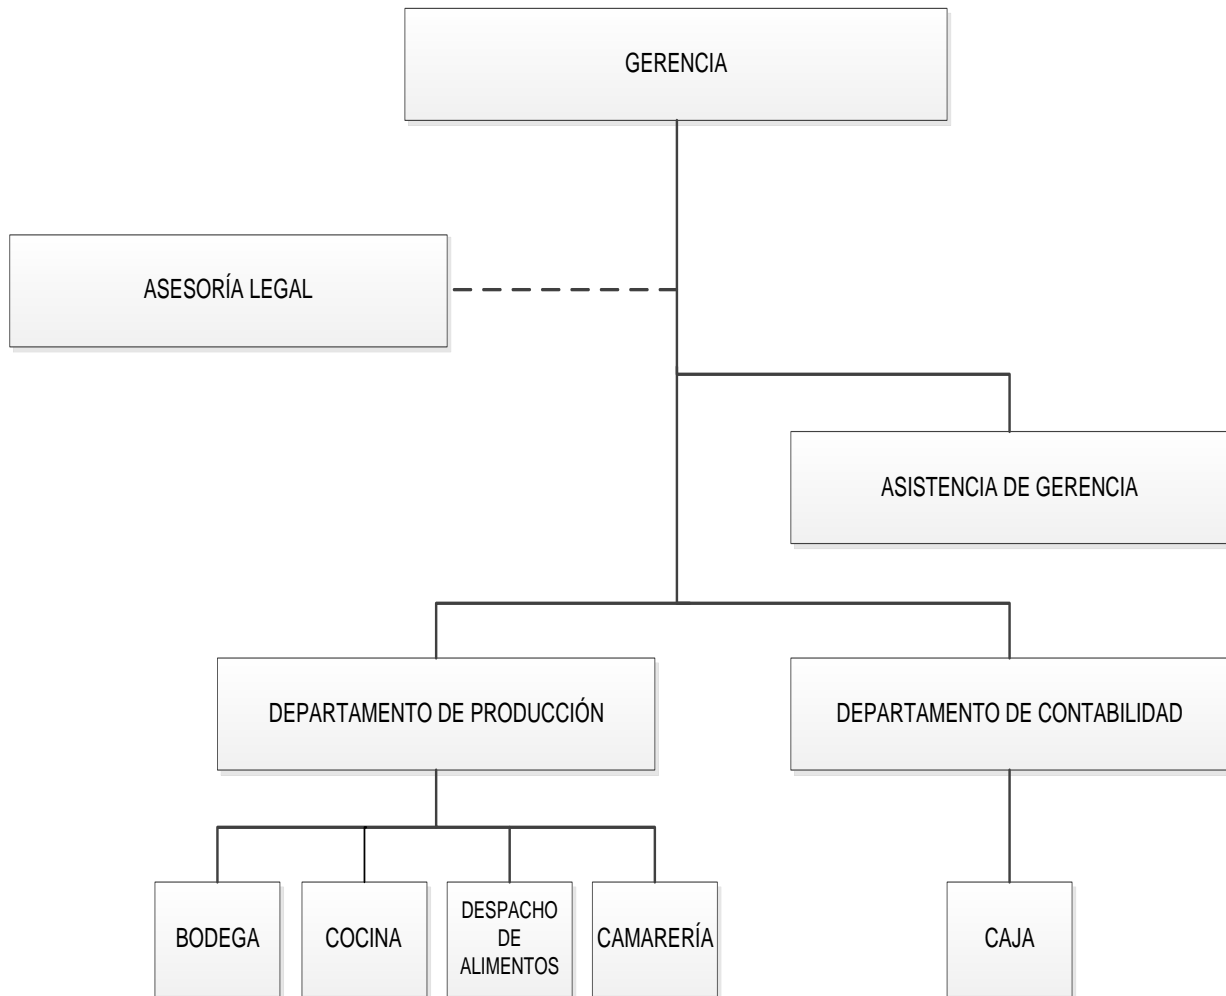 GERENCIA
ASESORÍA LEGAL
ASISTENCIA DE GERENCIA
DEPARTAMENTO DE PRODUCCIÓN
DEPARTAMENTO DE CONTABILIDAD
BODEGA
COCINA
DESPACHO
DE
ALIMENTOS
CAMARERÍA
CAJA